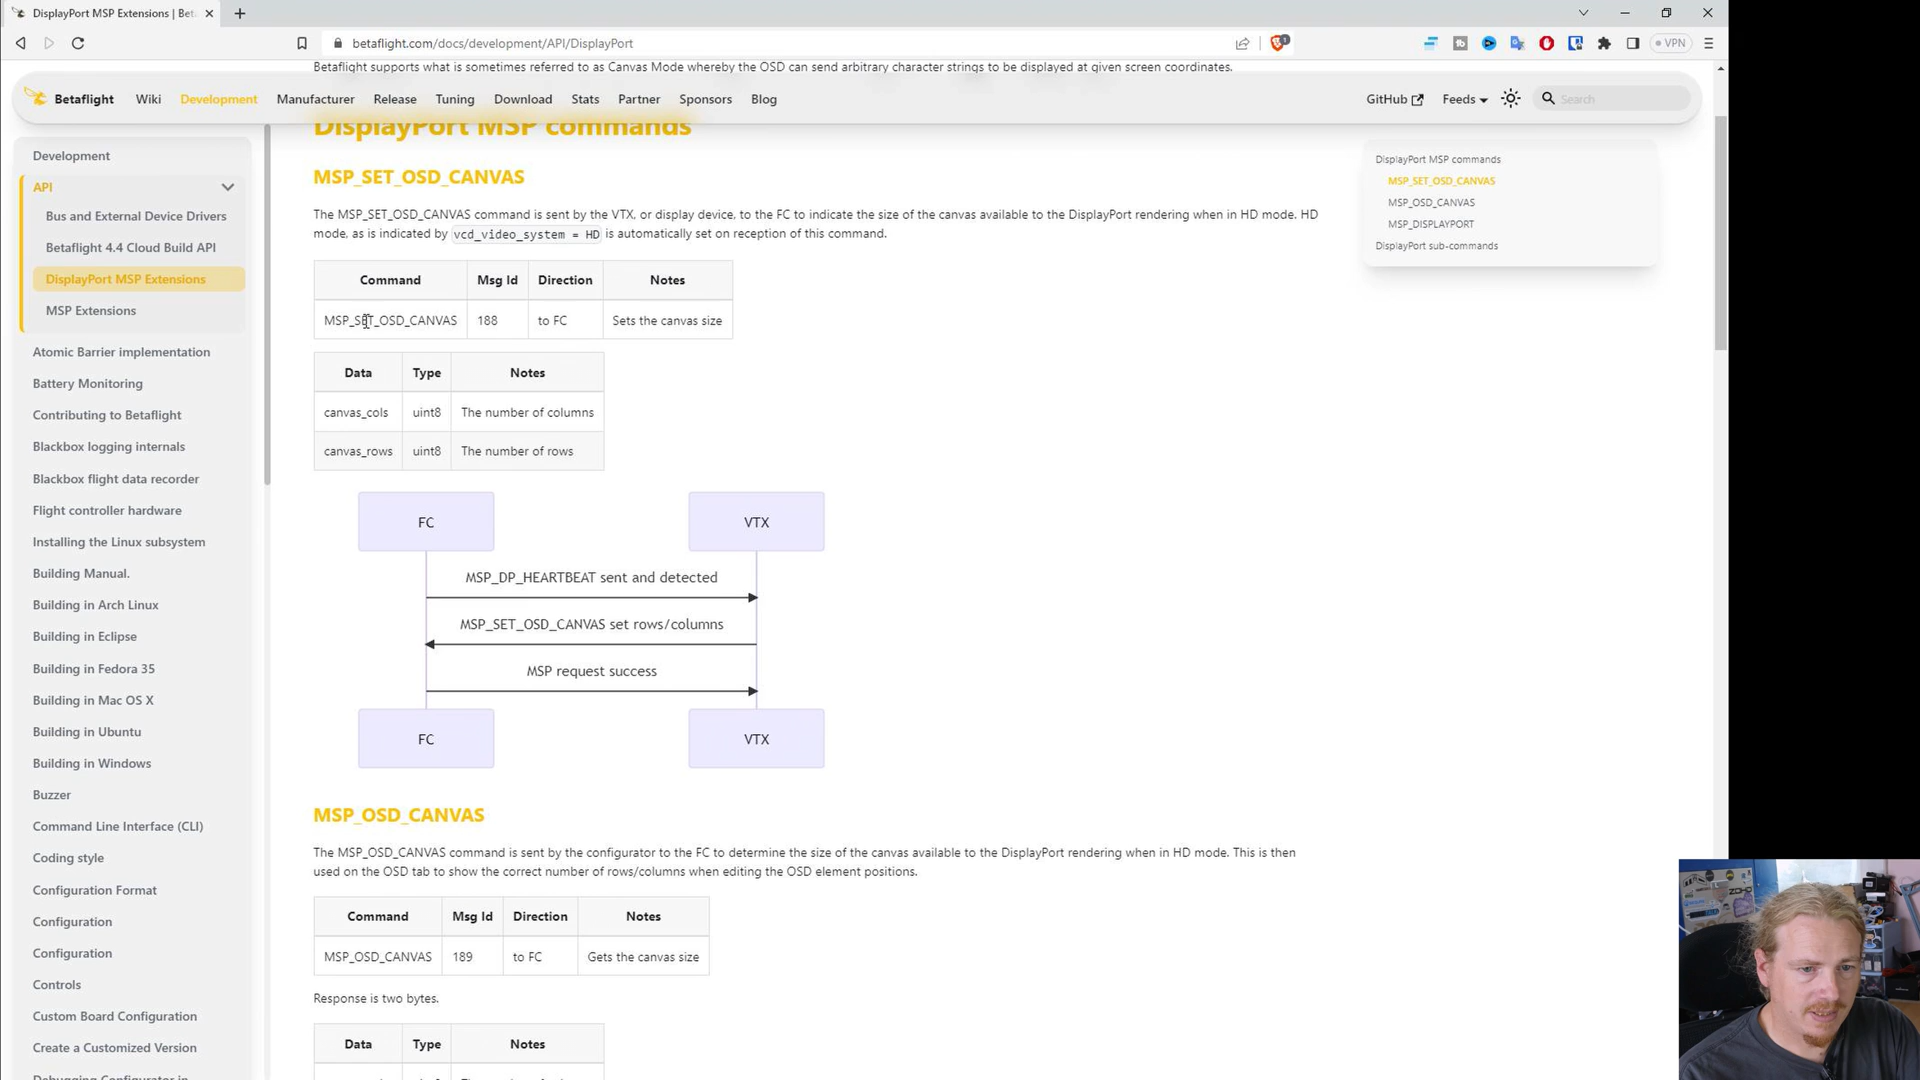 DisplayPort MSP Extensions | Bet
betaflight.com/docs/development/API/DisplayPort
VPN
Betaflight supports what is sometimes referred to as Canvas Mode whereby the OSD can send arbitrary character strings to be displayed at given screen coordinates.
Betaflight Wiki Development Manufacturer Release Tuning Download Stats Partner Sponsors Blog GitHub Feeds Search
DisplayPort MSP commands
Development
API
Bus and External Device Drivers
Betaflight 4.4 Cloud Build API
DisplayPort MSP Extensions
MSP Extensions
Atomic Barrier implementation
Battery Monitoring
Contributing to Betaflight
Blackbox logging internals
Blackbox flight data recorder
Flight controller hardware
Installing the Linux subsystem
Building Manual.
Building in Arch Linux
Building in Eclipse
Building in Fedora 35
Building in Mac OS X
Building in Ubuntu
Building in Windows
Buzzer
Command Line Interface (CLI)
Coding style
Configuration Format
Configuration
Configuration
Controls
Custom Board Configuration
Create a Customized Version
Debugging Configurator in
MSP_SET_OSD_CANVAS
The MSP_SET_OSD_CANVAS command is sent by the VTX, or display device, to the FC to indicate the size of the canvas available to the DisplayPort rendering when in HD mode. HD
mode, as is indicated by vcd_video_system = HD is automatically set on reception of this command.
Command Msg Id Direction Notes
MSP_SET_OSD_CANVAS 188 to FC Sets the canvas size
Data Type Notes
canvas_cols uint8 The number of columns
canvas_rows uint8 The number of rows
FC VTX
MSP_DP_HEARTBEAT sent and detected
MSP_SET_OSD_CANVAS set rows/columns
MSP request success
FC VTX
MSP_OSD_CANVAS
The MSP_OSD_CANVAS command is sent by the configurator to the FC to determine the size of the canvas available to the DisplayPort rendering when in HD mode. This is then
used on the OSD tab to show the correct number of rows/columns when editing the OSD element positions.
Command Msg Id Direction Notes
MSP_OSD_CANVAS 189 to FC Gets the canvas size
Response is two bytes.
Data Type Notes
DisplayPort MSP commands
MSP_SET_OSD_CANVAS
MSP_OSD_CANVAS
MSP_DISPLAYPORT
DisplayPort sub-commands